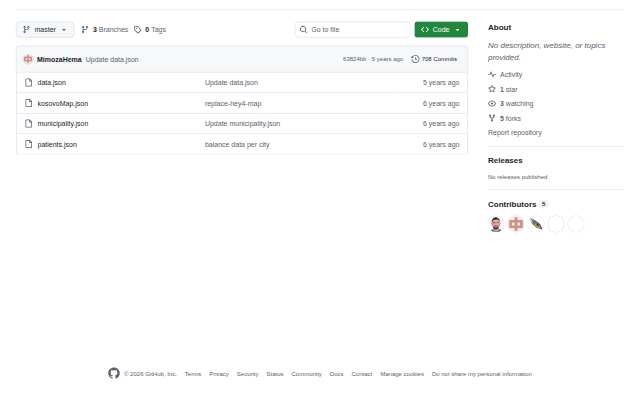 master
3 Branches
0 Tags
Go to file
Code
MimozaHema Update data.json 63824bb · 5 years ago 708 Commits
data.json Update data.json 5 years ago
kosovoMap.json replace-hey4-map 6 years ago
municipality.json Update municipality.json 6 years ago
patients.json balance data per city 6 years ago
About
No description, website, or topics
provided.
Activity
1 star
3 watching
5 forks
Report repository
Releases
No releases published
Contributors 5
© 2026 GitHub, Inc. Terms Privacy Security Status Community Docs Contact Manage cookies Do not share my personal information